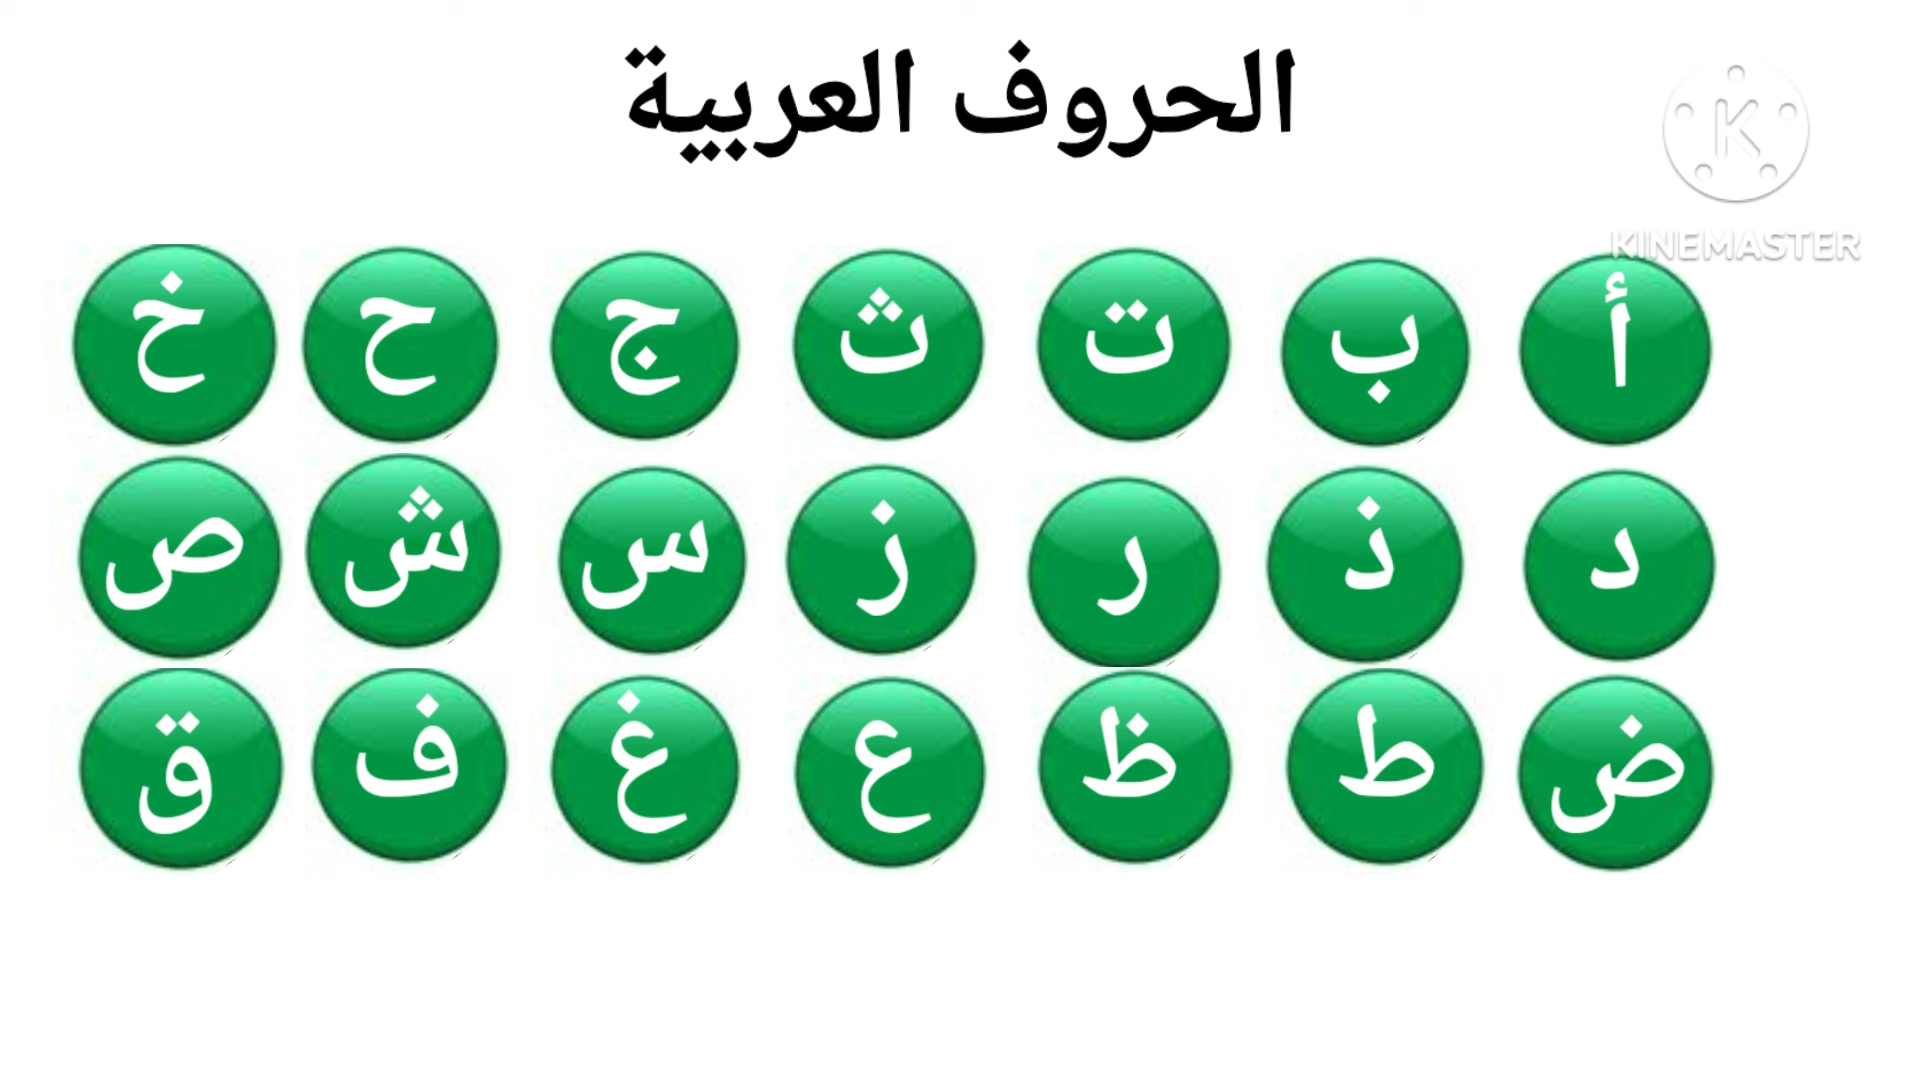 الحروف العربية
K
KINEMASTER
أ ب ت ث ج ح خ
د ذ ر ز س ش ص
ض ط ظ ع غ ف ق